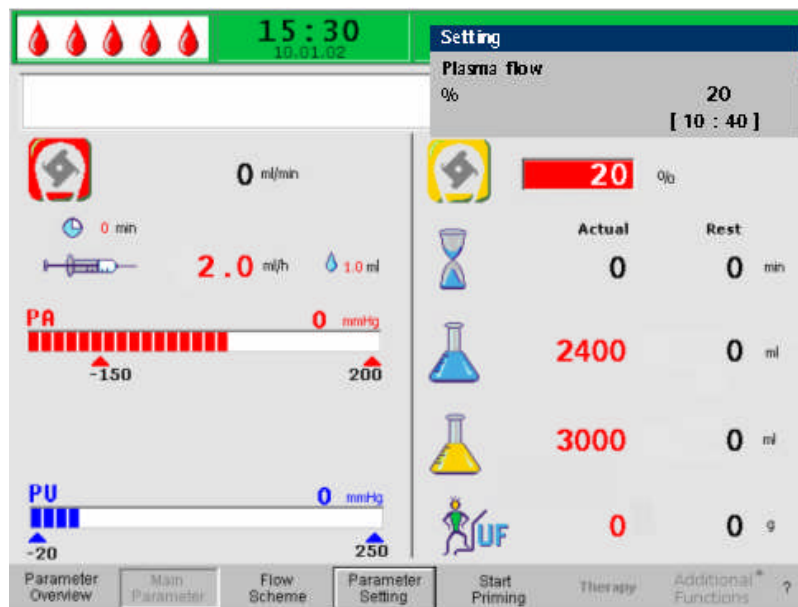 15:30
10.01.02
Setting
Plasma flow
% 20
[ 10 : 40 ]
0 ml/min
20 %
0 min
Actual Rest
2.0 ml/h 1.0 ml
0 0 min
PA 0 mmHg
-150 200
2400 0 ml
3000 0 ml
PV 0 mmHg
-20 250
UF 0 0 g
Parameter Overview
Main Parameter
Flow Scheme
Parameter Setting
Start Priming
Therapy
Additional Functions
?